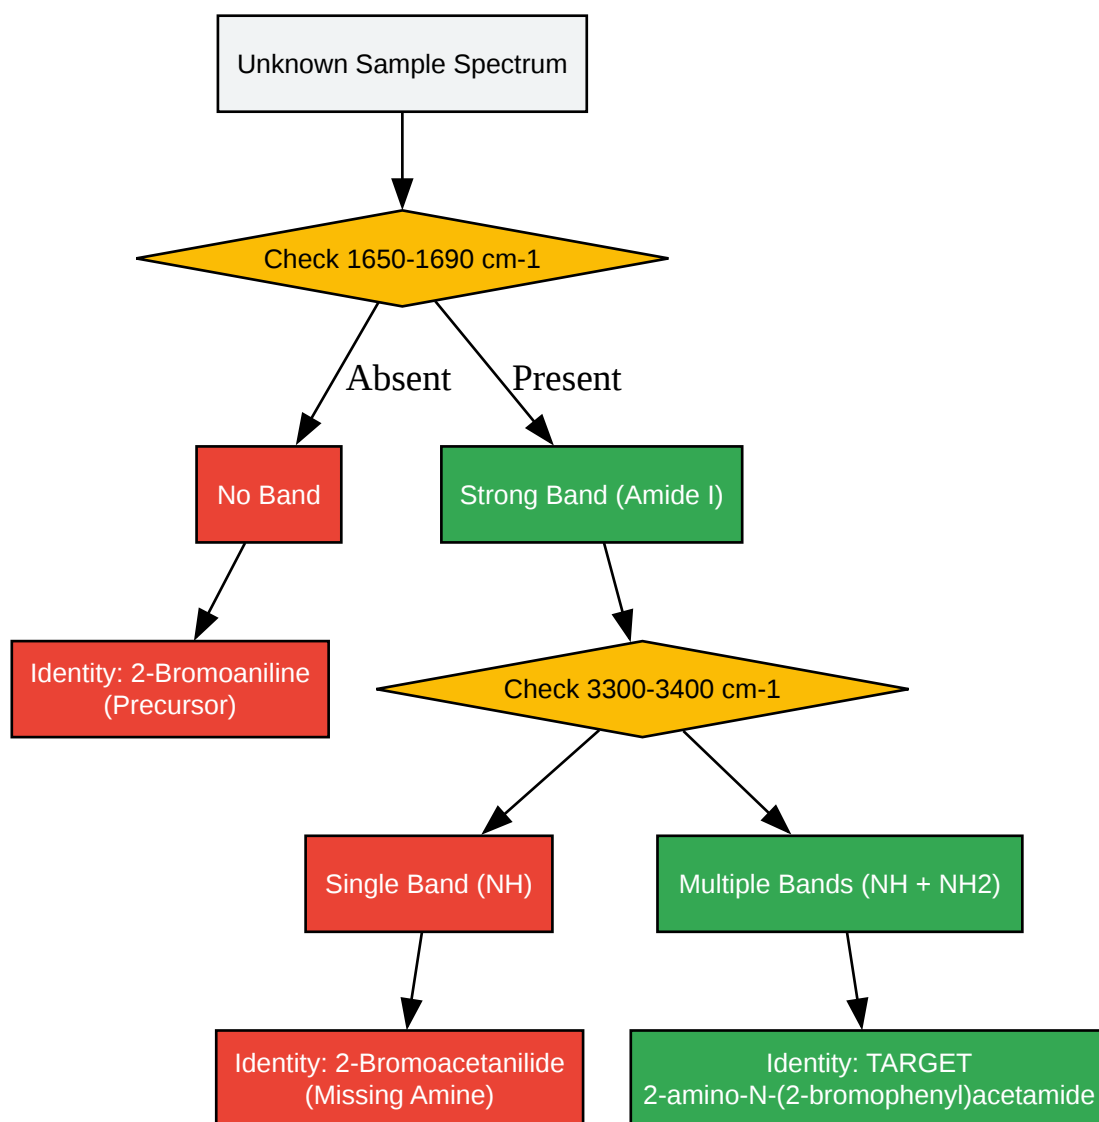 Unknown Sample Spectrum
Check 1650-1690 cm-1
Absent
Present
No Band
Strong Band (Amide I)
Identity: 2-Bromoaniline
(Precursor)
Check 3300-3400 cm-1
Single Band (NH)
Multiple Bands (NH + NH2)
Identity: 2-Bromoacetanilide
(Missing Amine)
Identity: TARGET
2-amino-N-(2-bromophenyl)acetamide